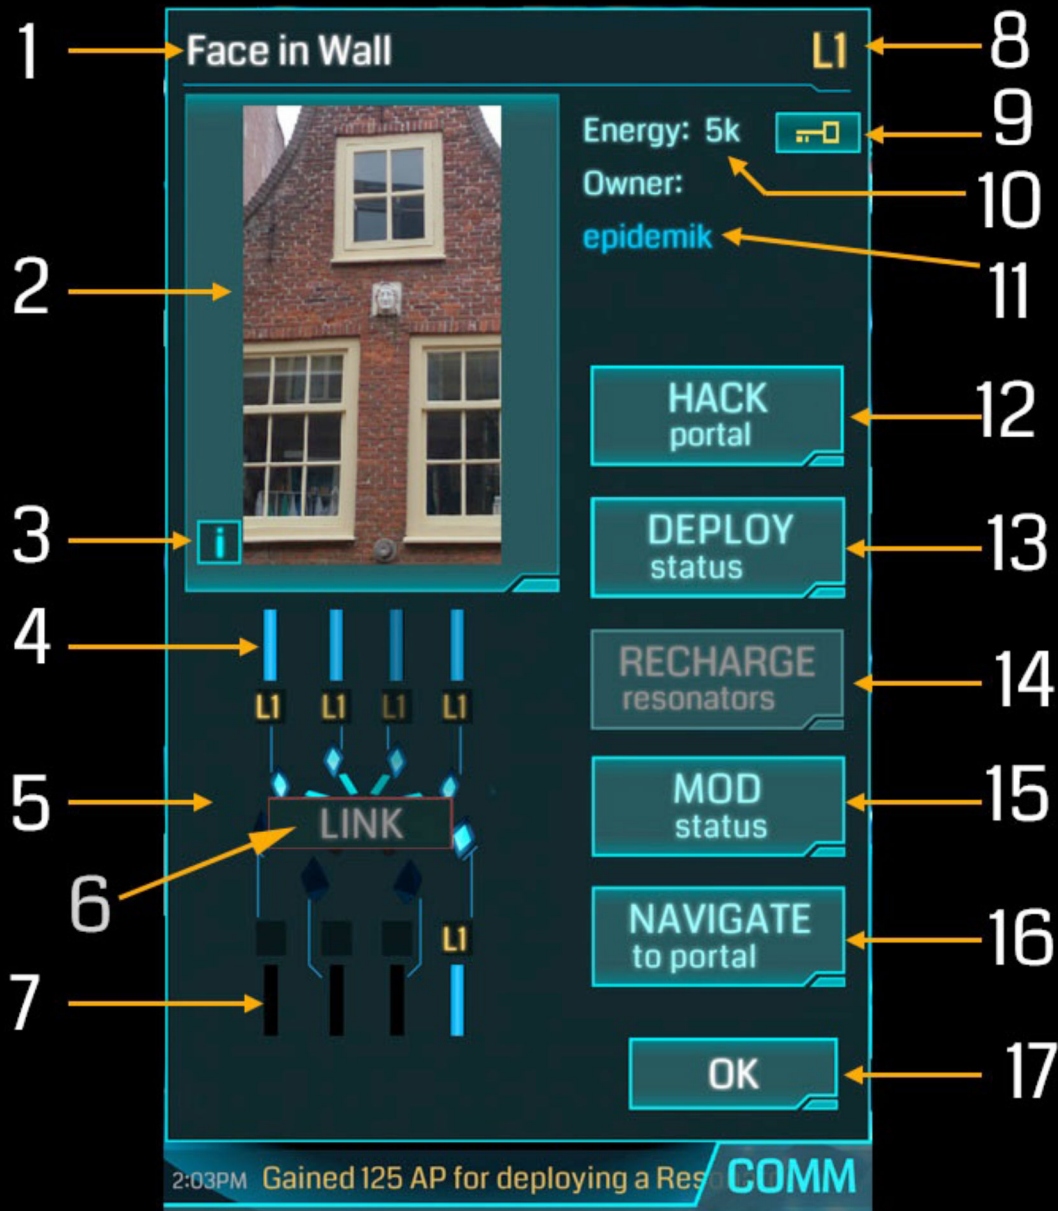 1
Face in Wall
L1
8
Energy: 5k
9
Owner:
10
epidemik
2
11
HACK
portal
12
3
i
DEPLOY
status
13
4
RECHARGE
resonators
14
L1 L1 L1 L1
5
MOD
status
15
LINK
6
NAVIGATE
to portal
16
L1
7
OK
17
2:03PM Gained 125 AP for deploying a Res
COMM